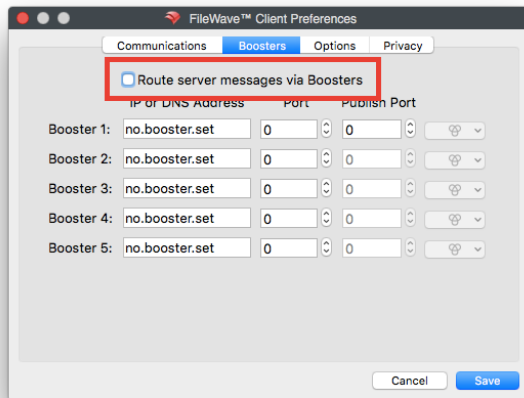 FileWave™ Client Preferences
Communications Boosters Options Privacy
Route server messages via Boosters
IP or DNS Address Port Publish Port
Booster 1: no.booster.set 0 0
Booster 2: no.booster.set 0 0
Booster 3: no.booster.set 0 0
Booster 4: no.booster.set 0 0
Booster 5: no.booster.set 0 0
Cancel Save